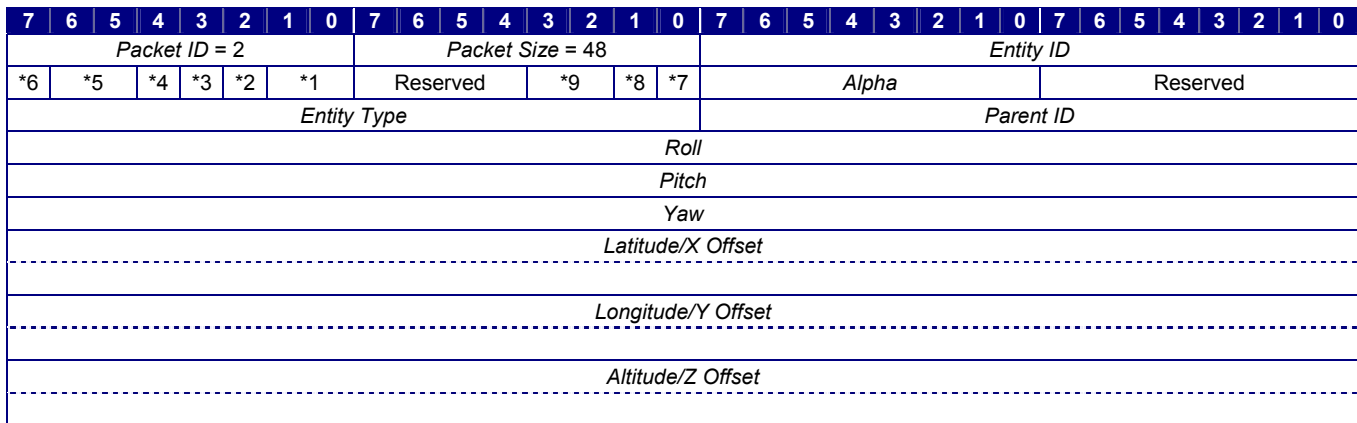 7 6 5 4 3 2 1 0 7 6 5 4 3 2 1 0 7 6 5 4 3 2 1 0 7 6 5 4 3 2 1 0
Packet ID = 2 Packet Size = 48 Entity ID
*6 *5 *4 *3 *2 *1 Reserved *9 *8 *7 Alpha Reserved
Entity Type Parent ID
Roll
Pitch
Yaw
Latitude/X Offset
Longitude/Y Offset
Altitude/Z Offset